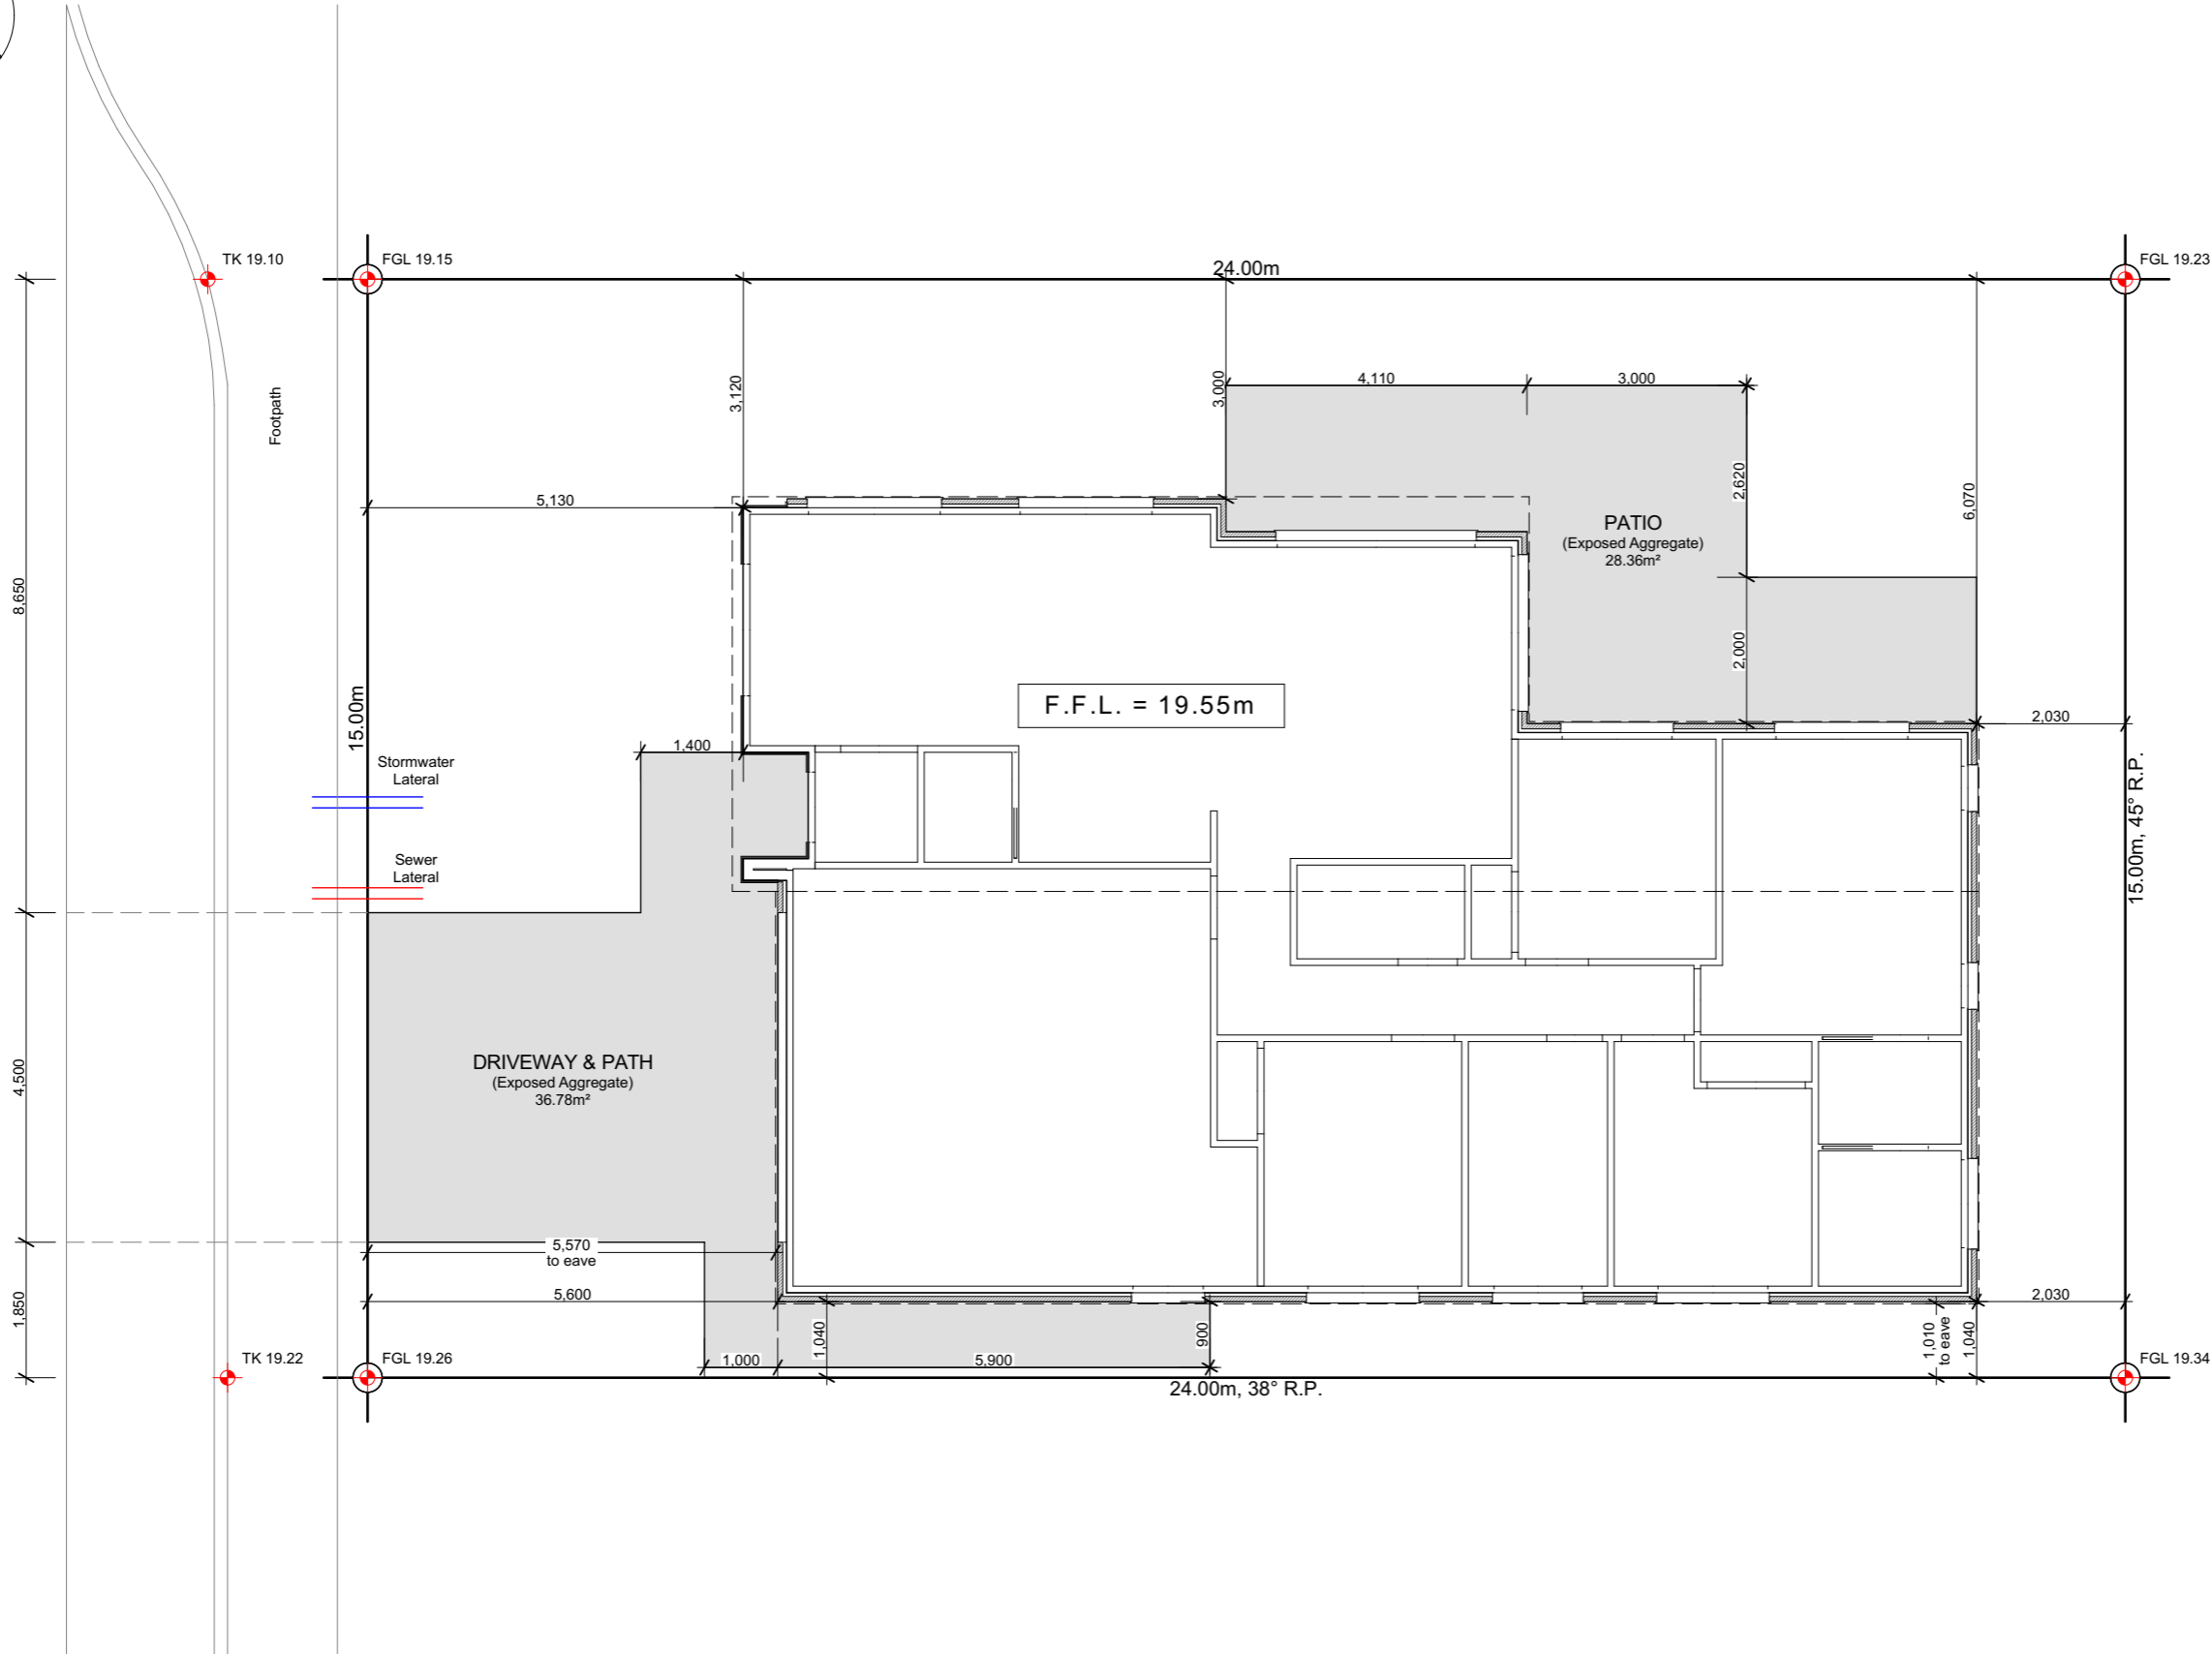 TK 19.10
FGL 19.15
24.00m
FGL 19.23
Footpath
3,120
3,000
4,110
3,000
5,130
2,620
6,070
PATIO
(Exposed Aggregate)
28.36m²
8,650
2,000
F.F.L. = 19.55m
15.00m
1,400
2,030
Stormwater
Lateral
15.00m, 45° R.P.
Sewer
Lateral
DRIVEWAY & PATH
(Exposed Aggregate)
36.78m²
4,500
5,570
to eave
5,600
1,850
2,030
1,040
900
1,010
to eave
1,040
TK 19.22
FGL 19.26
1,000
5,900
FGL 19.34
24.00m, 38° R.P.